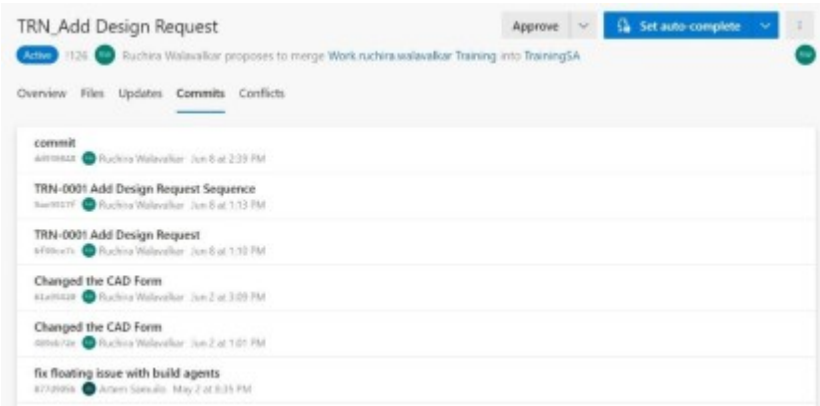 TRN_Add Design Request
Approve
Set auto-complete
Active !126 Ruchira Walavalkar proposes to merge Work.ruchira.walavalkar Training into TrainingSA
Overview Files Updates Commits Conflicts
commit
Ruchira Walavalkar Jun 8 at 2:39 PM
TRN-0001 Add Design Request Sequence
Ruchira Walavalkar Jun 8 at 1:13 PM
TRN-0001 Add Design Request
Ruchira Walavalkar Jun 8 at 1:10 PM
Changed the CAD Form
Ruchira Walavalkar Jun 2 at 3:09 PM
Changed the CAD Form
Ruchira Walavalkar Jun 2 at 1:01 PM
fix floating issue with build agents
Artem May 2 at 8:35 PM